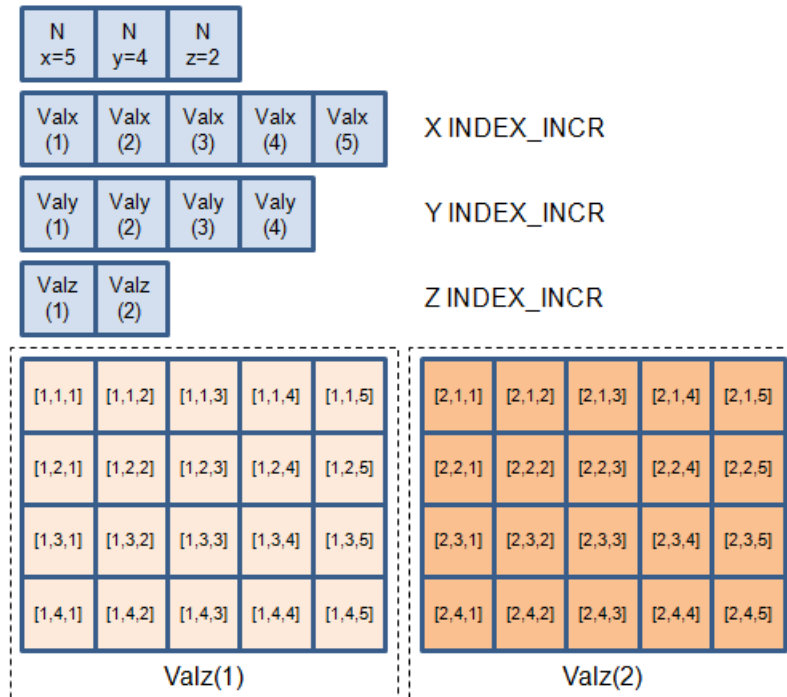 N N N
x=5 y=4 z=2
Valx Valx Valx Valx Valx
(1) (2) (3) (4) (5)
X INDEX_INCR
Valy Valy Valy Valy
(1) (2) (3) (4)
Y INDEX_INCR
Valz Valz
(1) (2)
Z INDEX_INCR
[1,1,1] [1,1,2] [1,1,3] [1,1,4] [1,1,5]
[1,2,1] [1,2,2] [1,2,3] [1,2,4] [1,2,5]
[1,3,1] [1,3,2] [1,3,3] [1,3,4] [1,3,5]
[1,4,1] [1,4,2] [1,4,3] [1,4,4] [1,4,5]
Valz(1)
[2,1,1] [2,1,2] [2,1,3] [2,1,4] [2,1,5]
[2,2,1] [2,2,2] [2,2,3] [2,2,4] [2,2,5]
[2,3,1] [2,3,2] [2,3,3] [2,3,4] [2,3,5]
[2,4,1] [2,4,2] [2,4,3] [2,4,4] [2,4,5]
Valz(2)